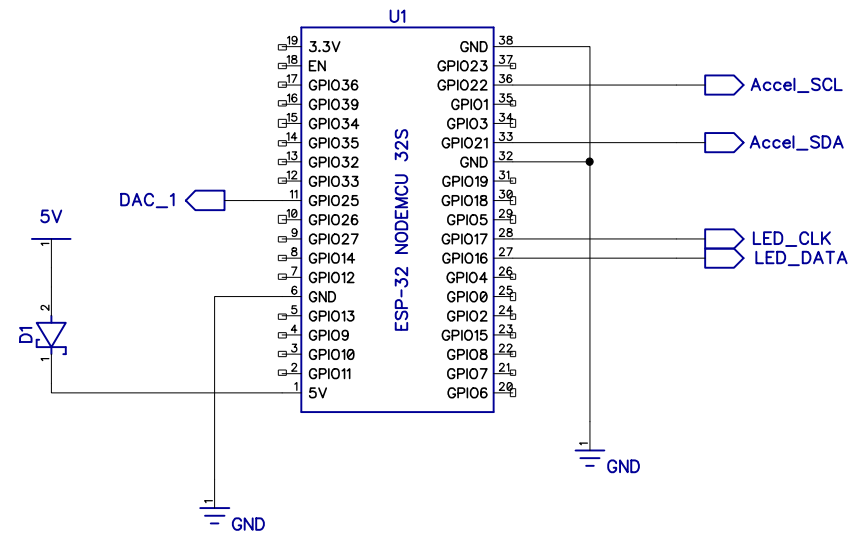 U1
19 3.3V GND 38
18 EN GPIO23 37
17 GPIO36 GPIO22 36 Accel_SCL
16 GPIO39 GPIO1 35
15 GPIO34 GPIO3 34
14 GPIO35 GPIO21 33 Accel_SDA
13 GPIO32 GND 32
12 GPIO33 GPIO19 31
DAC_1 11 GPIO25 GPIO18 30
10 GPIO26 GPIO5 29
5V
9 GPIO27 GPIO17 28 LED_CLK
1
8 GPIO14 GPIO16 27 LED_DATA
7 GPIO12 GPIO4 26
6 GND GPIO0 25
2
5 GPIO13 GPIO2 24
D1
4 GPIO9 GPIO15 23
3 GPIO10 GPIO8 22
1
2 GPIO11 GPIO7 21
1 5V GPIO6 20
ESP-32 NODEMCU 32S
1
GND
1
GND